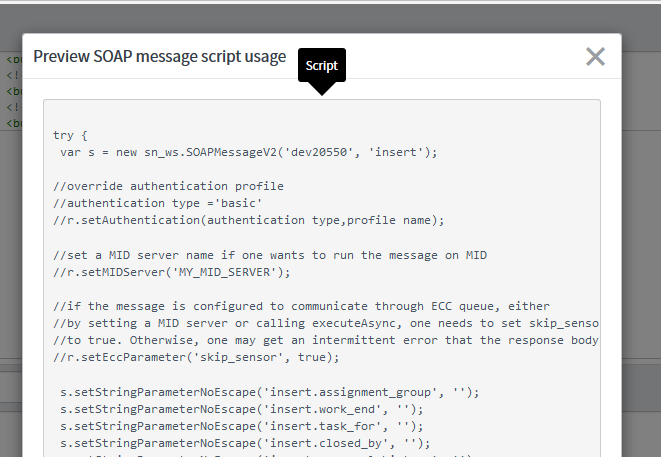 Preview SOAP message script usage
Script
try {
var s = new sn_ws.SOAPMessageV2('dev20550', 'insert');
//override authentication profile
//authentication type ='basic'
//r.setAuthentication(authentication type,profile name);
//set a MID server name if one wants to run the message on MID
//r.setMIDServer('MY_MID_SERVER');
//if the message is configured to communicate through ECC queue, either
//by setting a MID server or calling executeAsync, one needs to set skip_senso
//to true. Otherwise, one may get an intermittent error that the response body
//r.setEccParameter('skip_sensor', true);
s.setStringParameterNoEscape('insert.assignment_group', '');
s.setStringParameterNoEscape('insert.work_end', '');
s.setStringParameterNoEscape('insert.task_for', '');
s.setStringParameterNoEscape('insert.closed_by', '');